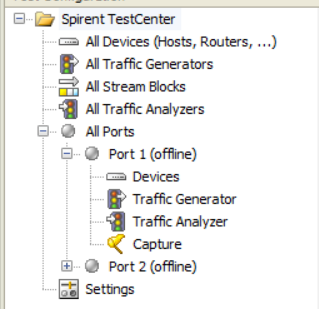 Spirent TestCenter
All Devices (Hosts, Routers, ...)
All Traffic Generators
All Stream Blocks
All Traffic Analyzers
All Ports
Port 1 (offline)
Devices
Traffic Generator
Traffic Analyzer
Capture
Port 2 (offline)
Settings